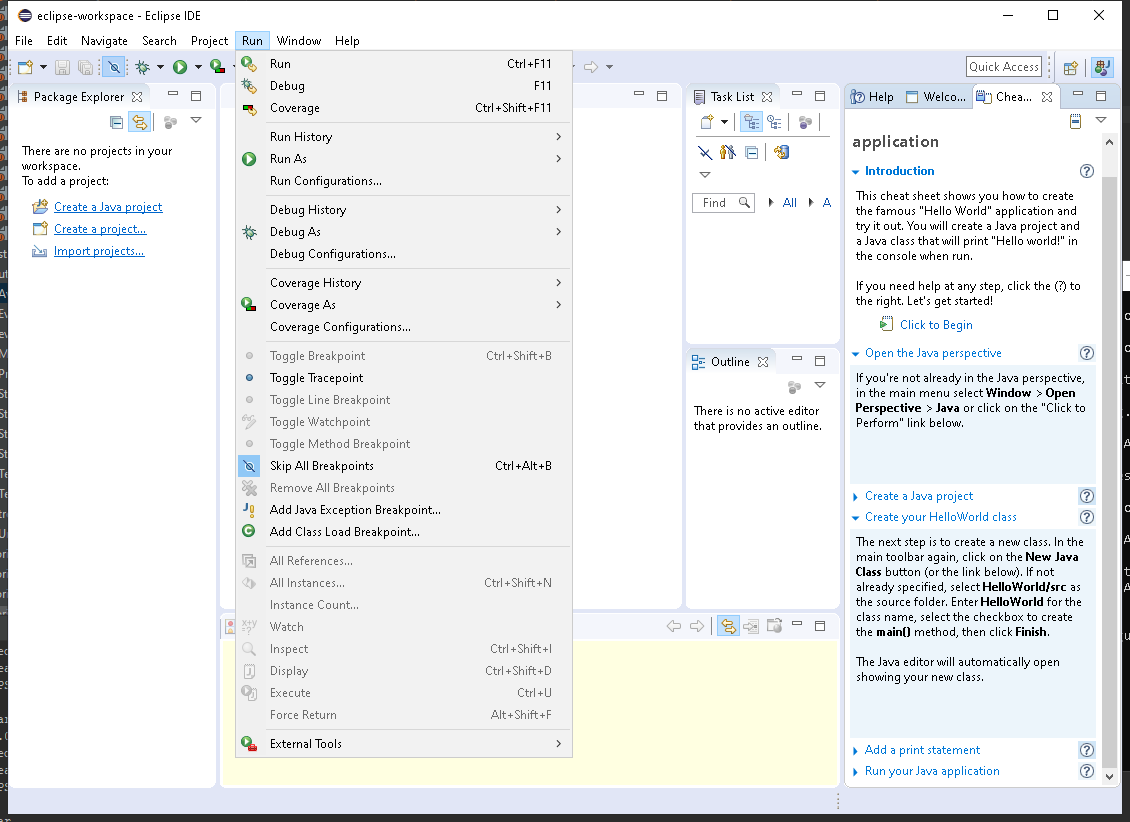 eclipse-workspace - Eclipse IDE
File Edit Navigate Search Project Run Window Help
Quick Access
Package Explorer
There are no projects in your
workspace.
To add a project:
Create a Java project
Create a project...
Import projects...
Run Ctrl+F11
Debug F11
Coverage Ctrl+Shift+F11
Run History
Run As
Run Configurations...
Debug History
Debug As
Debug Configurations...
Coverage History
Coverage As
Coverage Configurations...
Toggle Breakpoint Ctrl+Shift+B
Toggle Tracepoint
Toggle Line Breakpoint
Toggle Watchpoint
Toggle Method Breakpoint
Skip All Breakpoints Ctrl+Alt+B
Remove All Breakpoints
Add Java Exception Breakpoint...
Add Class Load Breakpoint...
All References...
All Instances... Ctrl+Shift+N
Instance Count...
Watch
Inspect Ctrl+Shift+I
Display Ctrl+Shift+D
Execute Ctrl+U
Force Return Alt+Shift+F
External Tools
Task List
Find All A
Outline
There is no active editor
that provides an outline.
Help Welco... Chea...
application
Introduction
This cheat sheet shows you how to create
the famous "Hello World" application and
try it out. You will create a Java project and
a Java class that will print "Hello world!" in
the console when run.
If you need help at any step, click the (?) to
the right. Let's get started!
Click to Begin
Open the Java perspective
If you're not already in the Java perspective,
in the main menu select Window > Open
Perspective > Java or click on the "Click to
Perform" link below.
Create a Java project
Create your HelloWorld class
The next step is to create a new class. In the
main toolbar again, click on the New Java
Class button (or the link below). If not
already specified, select HelloWorld/src as
the source folder. Enter HelloWorld for the
class name, select the checkbox to create
the main() method, then click Finish.
The Java editor will automatically open
showing your new class.
Add a print statement
Run your Java application